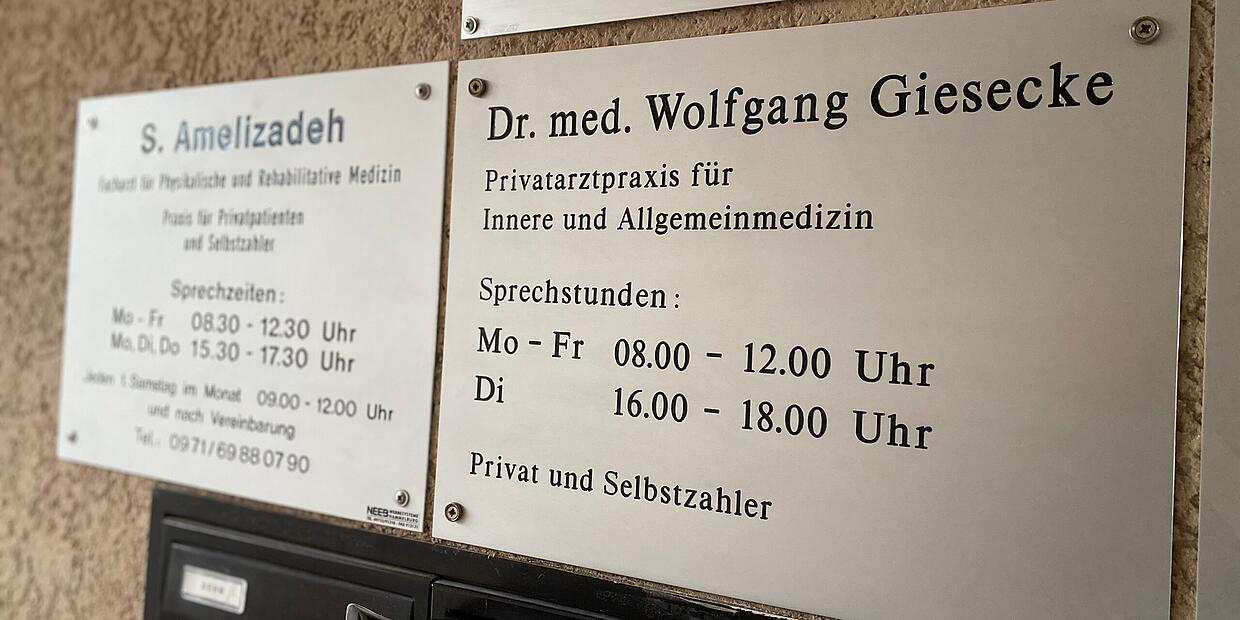 S. Amelizadeh
Facharzt für Physikalische und Rehabilitative Medizin
Praxis für Privatpatienten
und Selbstzahler
Sprechzeiten:
Mo - Fr 08.30 - 12.30 Uhr
Mo, Di, Do 15.30 - 17.30 Uhr
Jeden 1. Samstag im Monat 09.00 - 12.00 Uhr
und nach Vereinbarung
Tel.: 0971/69880790
NEEB
Dr. med. Wolfgang Giesecke
Privatarztpraxis für
Innere und Allgemeinmedizin
Sprechstunden:
Mo - Fr 08.00 - 12.00 Uhr
Di 16.00 - 18.00 Uhr
Privat und Selbstzahler